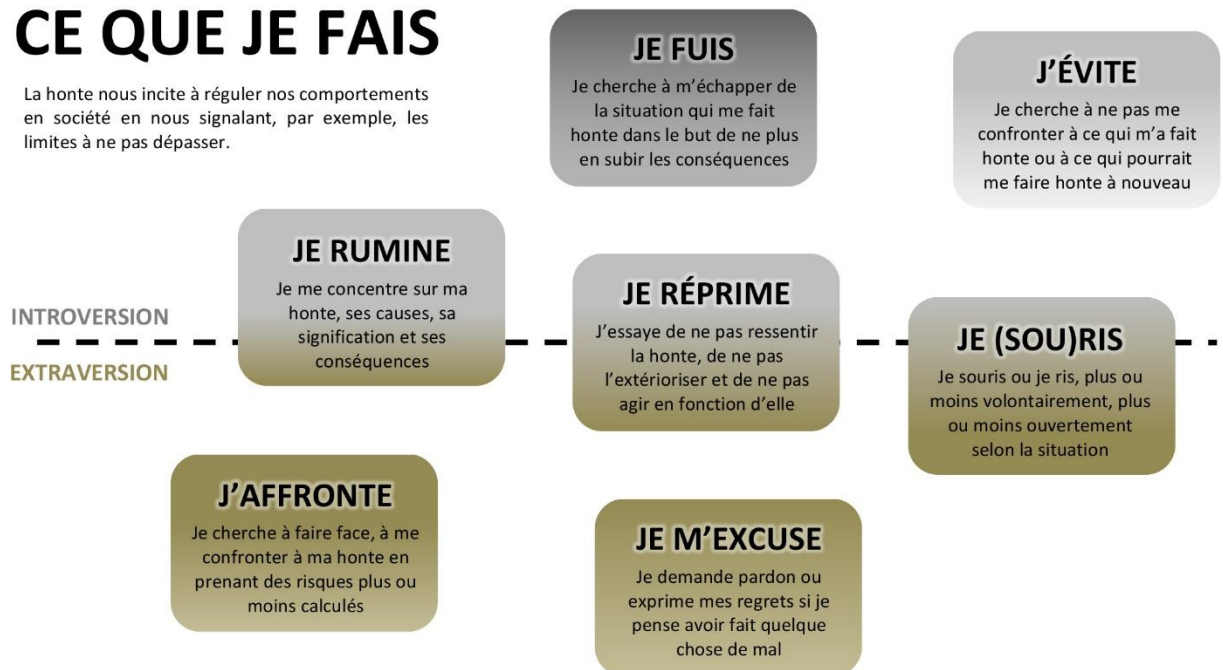 CE QUE JE FAIS
La honte nous incite à réguler nos comportements
en société en nous signalant, par exemple, les
limites à ne pas dépasser.
JE FUIS
Je cherche à m’échapper de
la situation qui me fait
honte dans le but de ne plus
en subir les conséquences
J’ÉVITE
Je cherche à ne pas me
confronter à ce qui m’a fait
honte ou à ce qui pourrait
me faire honte à nouveau
INTROVERSION
EXTRAVERSION
JE RUMINE
Je me concentre sur ma
honte, ses causes, sa
signification et ses
conséquences
JE RÉPRIME
J’essaye de ne pas ressentir
la honte, de ne pas
l’extérioriser et de ne pas
agir en fonction d’elle
JE (SOU)RIS
Je souris ou je ris, plus ou
moins volontairement, plus
ou moins ouvertement
selon la situation
J’AFFRONTE
Je cherche à faire face, à me
confronter à ma honte en
prenant des risques plus ou
moins calculés
JE M’EXCUSE
Je demande pardon ou
exprime mes regrets si je
pense avoir fait quelque
chose de mal